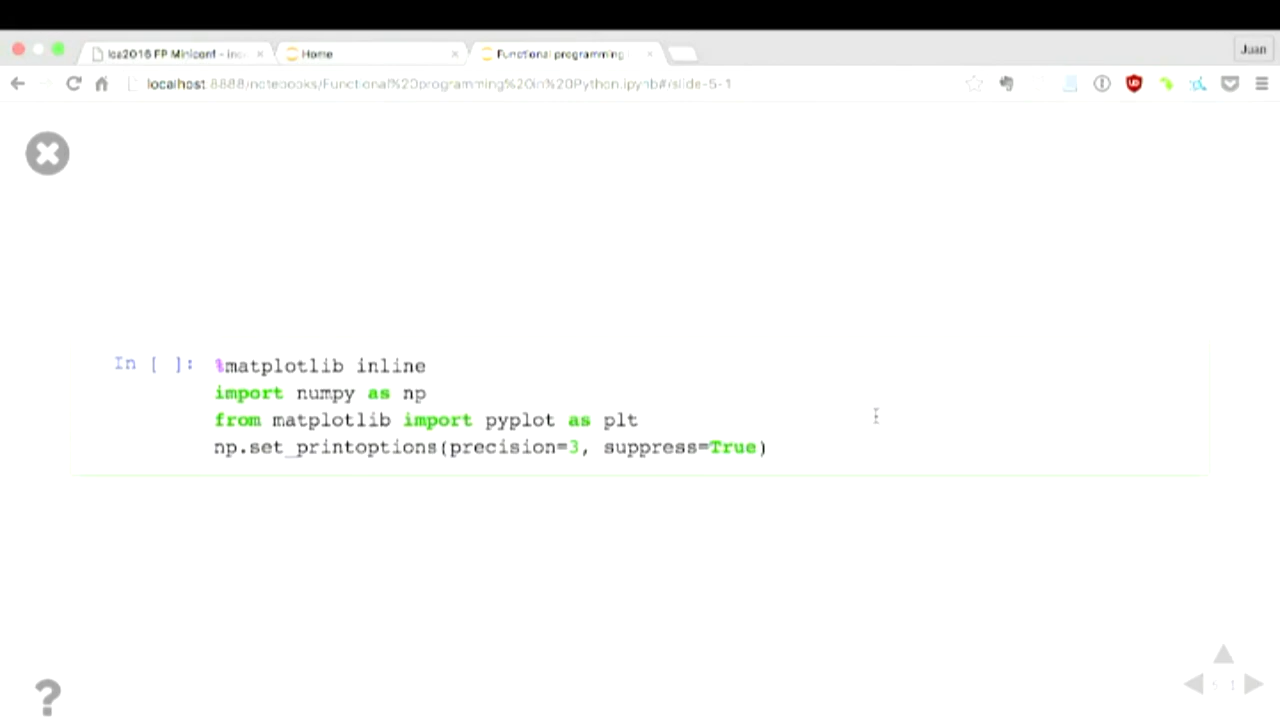 lca2016 FP Miniconf - inc
Home
Functional programming
Juan
localhost:8888/notebooks/Functional%20programming%20in%20Python.ipynb#/slide-5-1
In [ ]:
%matplotlib inline
import numpy as np
from matplotlib import pyplot as plt
np.set_printoptions(precision=3, suppress=True)
?